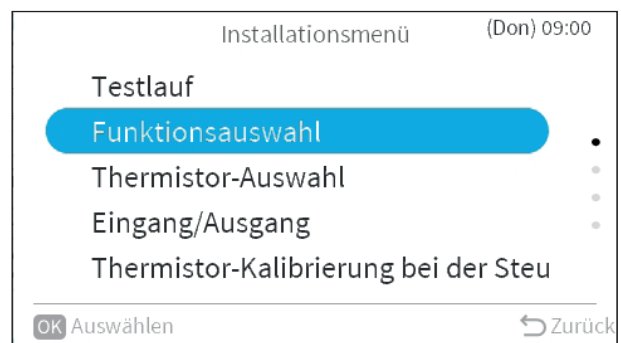 Installationsmenü (Don) 09:00
Testlauf
Funktionsauswahl
Thermistor-Auswahl
Eingang/Ausgang
Thermistor-Kalibrierung bei der Steu
OK Auswählen Zurück